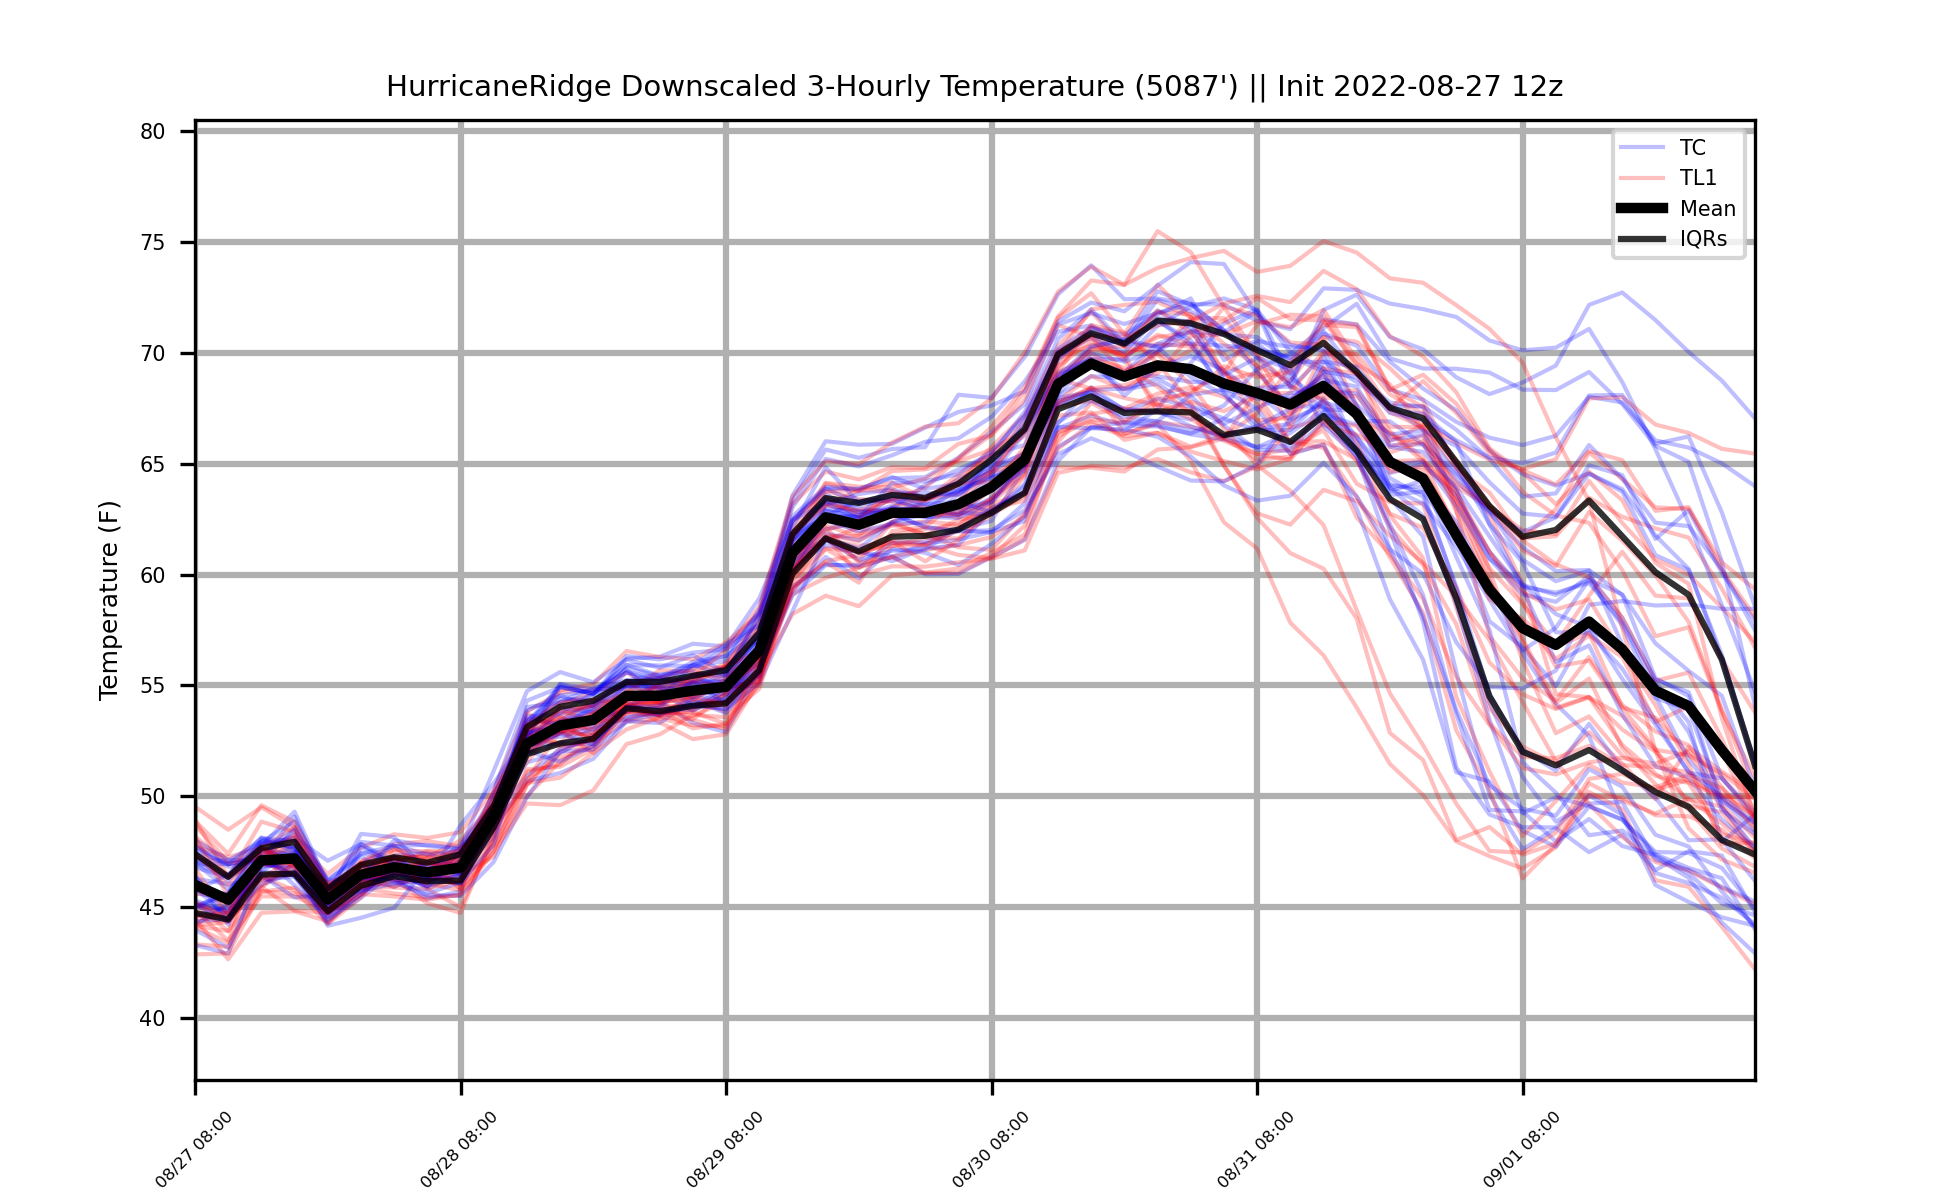 HurricaneRidge Downscaled 3-Hourly Temperature (5087') || Init 2022-08-27 12z
80
75
70
65
60
55
50
45
40
Temperature (F)
TC
TL1
Mean
IQRs
08/27 08:00
08/28 08:00
08/29 08:00
08/30 08:00
08/31 08:00
09/01 08:00